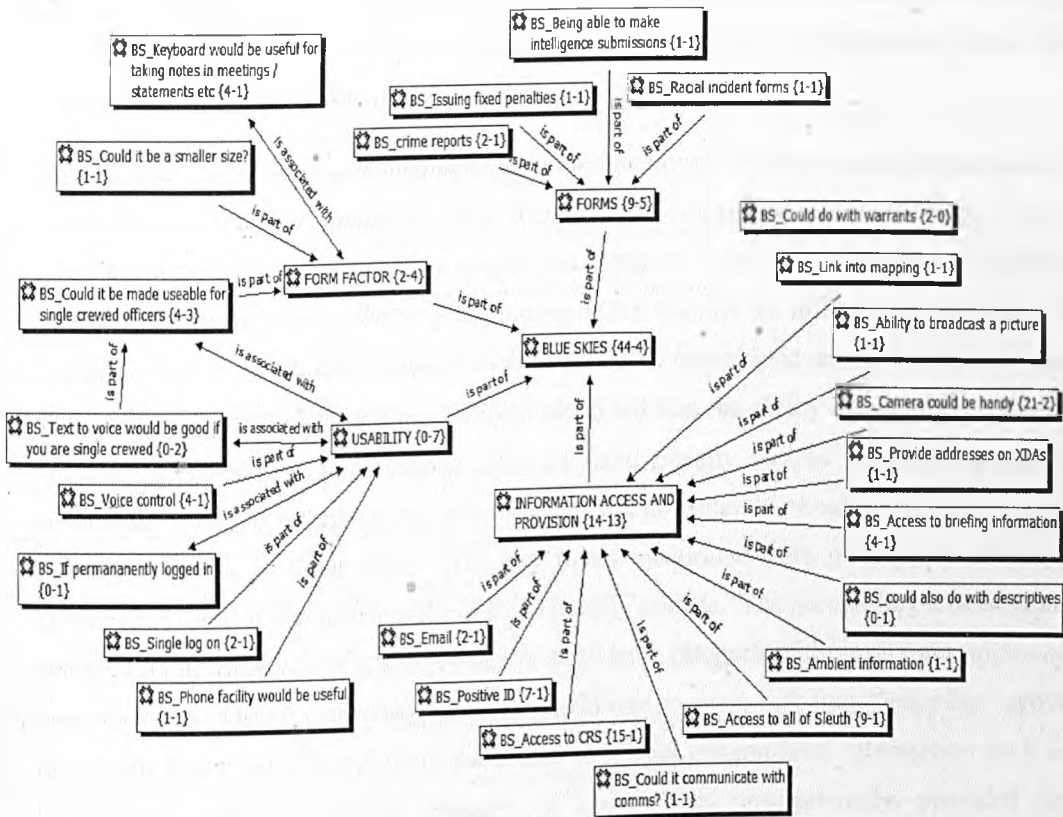 BS_Being able to make
intelligence submissions {1-1}
BS_Keyboard would be useful for
taking notes in meetings /
statements etc {4-1}
BS_Issuing fixed penalties {1-1}
BS_Racial incident forms {1-1}
BS_crime reports {2-1}
is part of
is part of
is part of
is part of
is associated with
BS_Could it be a smaller size?
{1-1}
is part of
FORMS {9-5}
BS_Could do with warrants {2-0}
BS_Link into mapping {1-1}
FORM FACTOR {2-4}
is part of
BS_Could it be made useable for
single crewed officers {4-3}
is part of
is part of
BS_Ability to broadcast a picture
{1-1}
BLUE SKIES {44-4}
is part of
is associated with
is part of
is part of
BS_Camera could be handy {21-2}
is part of
is part of
BS_Text to voice would be good if
you are single crewed {0-2}
is associated with
USABILITY {0-7}
is part of
is part of
BS_Provide addresses on XDAs
{1-1}
is part of
BS_Voice control {4-1}
is associated with
INFORMATION ACCESS AND
PROVISION {14-13}
is part of
BS_Access to briefing information
{4-1}
is part of
is part of
BS_If permananently logged in
{0-1}
is part of
is part of
is part of
is part of
is part of
is part of
is part of
BS_could also do with descriptives
{0-1}
BS_Single log on {2-1}
BS_Email {2-1}
BS_Ambient information {1-1}
BS_Phone facility would be useful
{1-1}
BS_Positive ID {7-1}
BS_Access to all of Sleuth {9-1}
BS_Access to CRS {15-1}
BS_Could it communicate with
comms? {1-1}